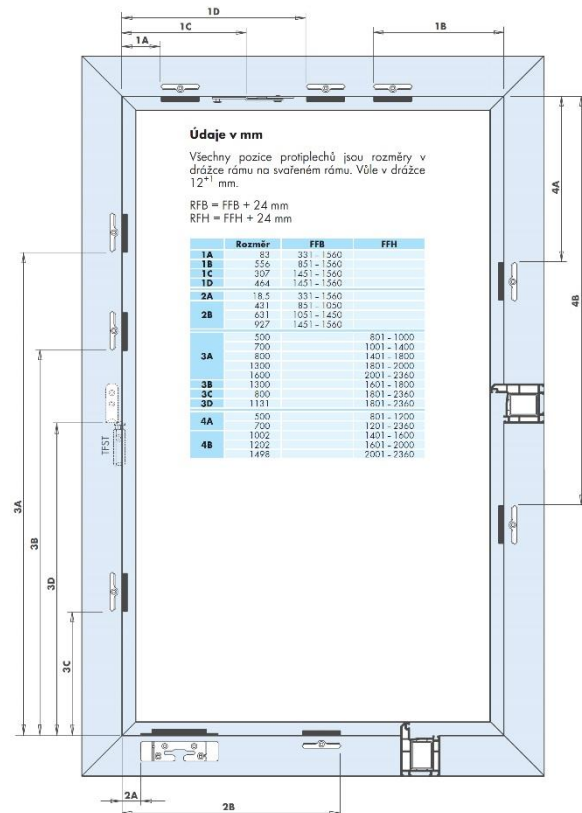 1D
1C
1A
1B
4A
4B
Údaje v mm
Všechny pozice protiplechů jsou rozměry v
drážce rámu na svařeném rámu. Vůle v drážce
12+1 mm.
RFB = FFB + 24 mm
RFH = FFH + 24 mm
Rozměr FFB FFH
1A 83 331 – 1560
1B 556 851 – 1560
1C 307 1451 – 1560
1D 464 1451 – 1560
2A 18.5 331 – 1560
2B 431 851 – 1050
631 1051 – 1450
927 1451 – 1560
3A 500 801 – 1000
700 1001 – 1400
800 1401 – 1800
1300 1801 – 2000
1600 2001 – 2360
3B 1300 1601 – 1800
3C 800 1801 – 2360
3D 1131 1801 – 2360
4A 500 801 – 1200
700 1201 – 2360
4B 1002 1401 – 1600
1202 1601 – 2000
1498 2001 – 2360
TFST
3A
3B
3D
3C
2A
2B